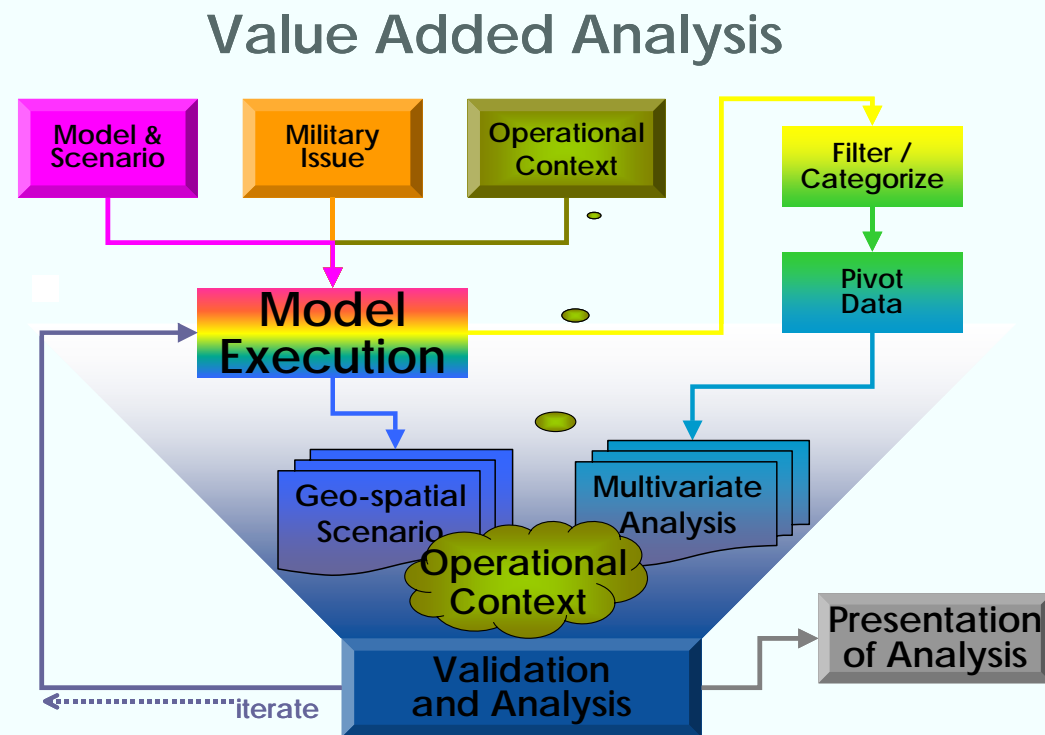 Value Added Analysis
Model &
Scenario
Military
Issue
Operational
Context
Filter /
Categorize
Pivot
Data
Model
Execution
Geo-spatial
Scenario
Multivariate
Analysis
Operational
Context
Presentation
of Analysis
Validation
and Analysis
iterate